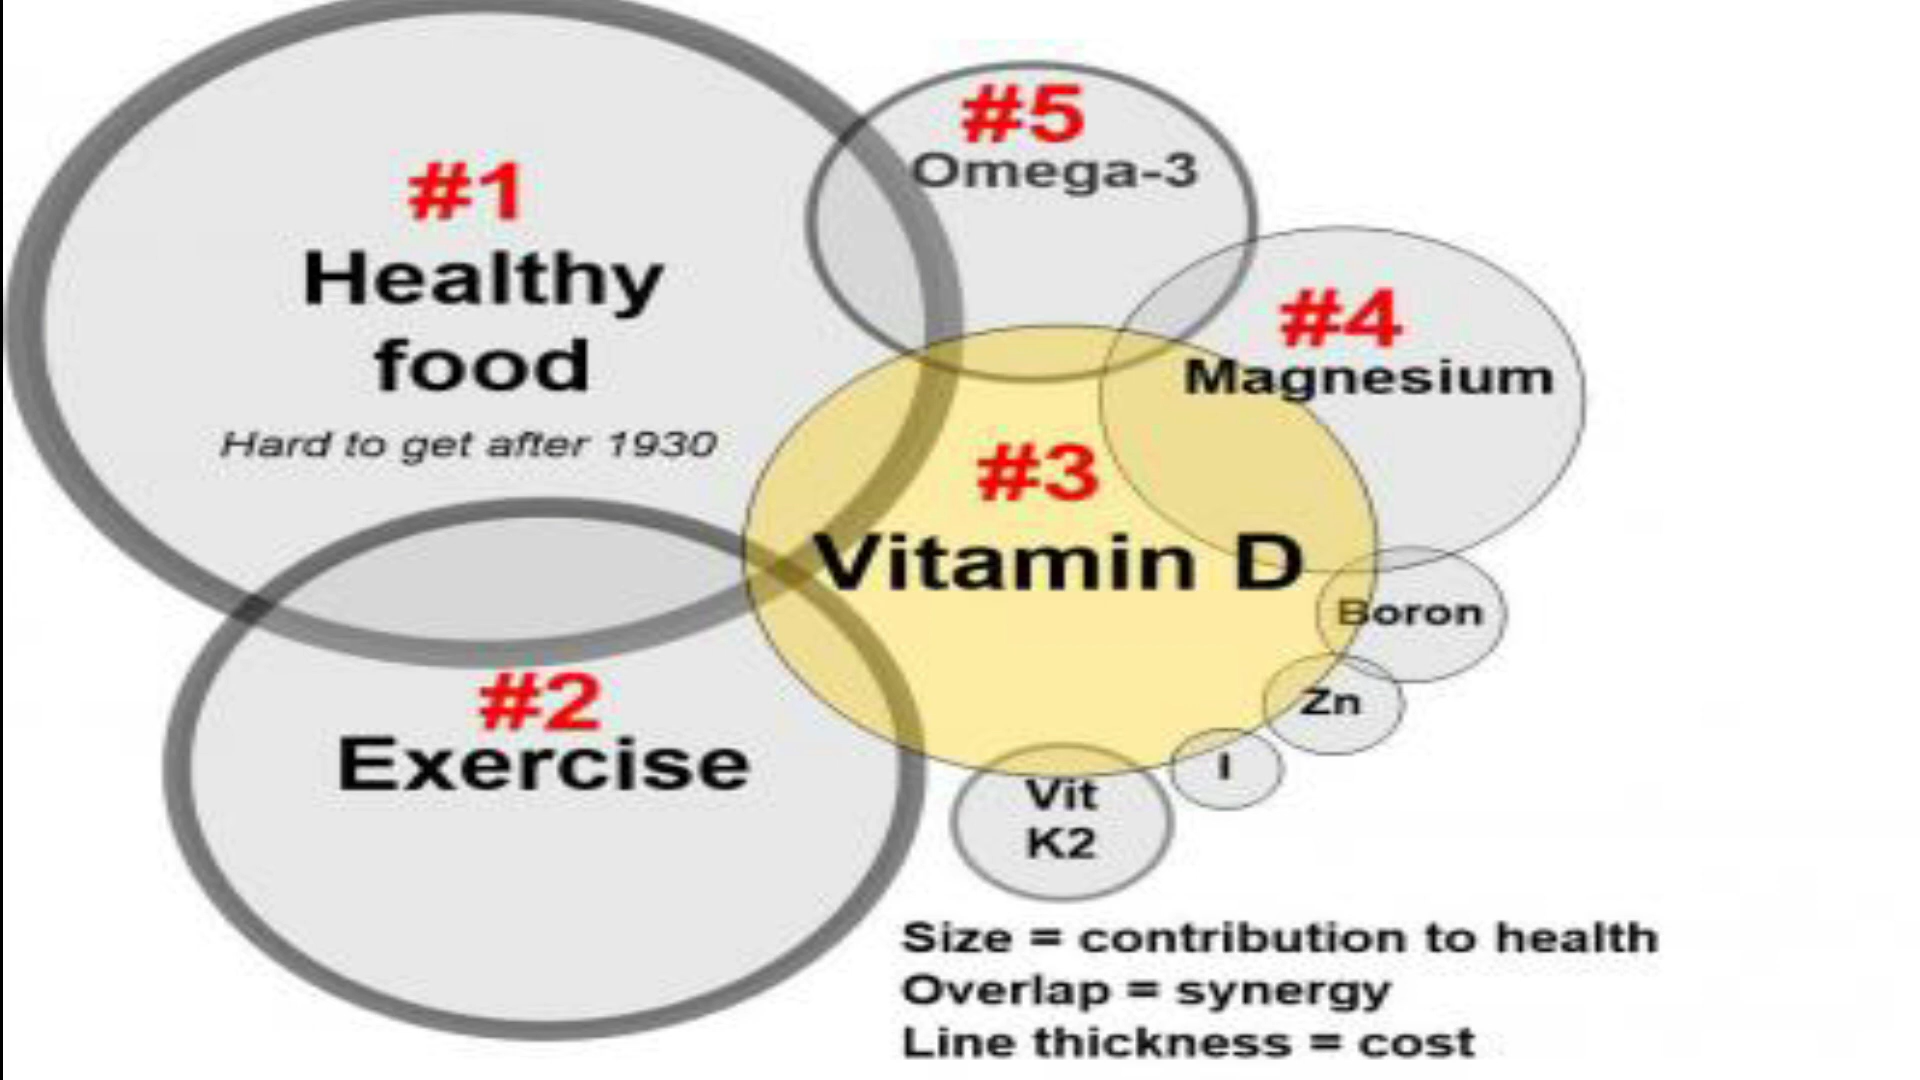 #1
Healthy
food
Hard to get after 1930
#5
Omega-3
#4
Magnesium
#3
Vitamin D
Boron
Zn
I
Vit
K2
#2
Exercise
Size = contribution to health
Overlap = synergy
Line thickness = cost